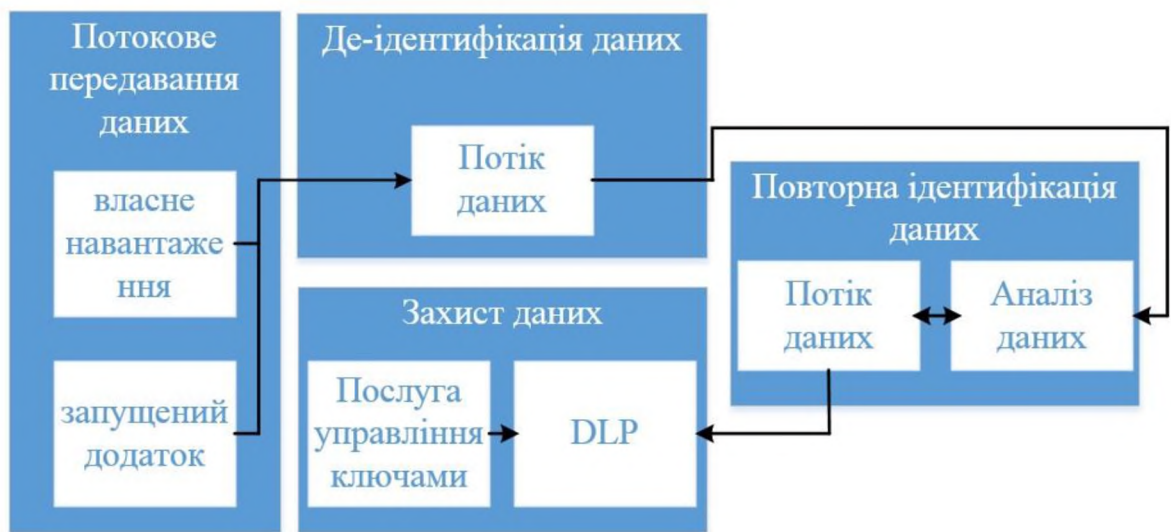 Потокове
передавання
даних
власне
навантаже
ння
запущений
додаток
Де-ідентифікація даних
Потік
даних
Захист даних
Послуга
управління
ключами
DLP
Повторна ідентифікація
даних
Потік
даних
Аналіз
даних